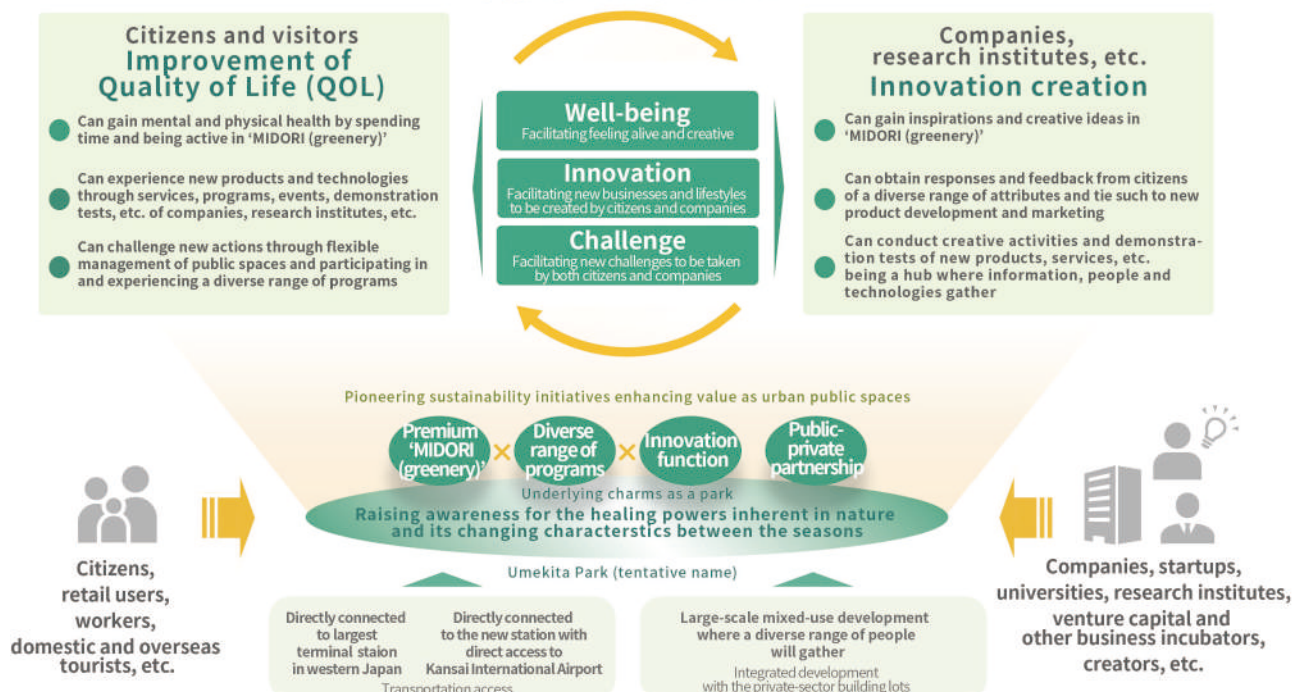 Citizens and visitors
Improvement of
Quality of Life (QOL)
Can gain mental and physical health by spending
time and being active in ‘MIDORI (greenery)’
Can experience new products and technologies
through services, programs, events, demonstration
tests, etc. of companies, research institutes, etc.
Can challenge new actions through flexible
management of public spaces and participating in
and experiencing a diverse range of programs
Well-being
Facilitating feeling alive and creative
Innovation
Facilitating new businesses and lifestyles
to be created by citizens and companies
Challenge
Facilitating new challenges to be taken
by both citizens and companies
Companies,
research institutes, etc.
Innovation creation
Can gain inspirations and creative ideas in
‘MIDORI (greenery)’
Can obtain responses and feedback from citizens
of a diverse range of attributes and tie such to new
product development and marketing
Can conduct creative activities and demonstra-
tion tests of new products, services, etc.
being a hub where information, people and
technologies gather
Pioneering sustainability initiatives enhancing value as urban public spaces
Premium
‘MIDORI
(greenery)’
×
Diverse
range of
programs
×
Innovation
function
Public-
private
partnership
Underlying charms as a park
Raising awareness for the healing powers inherent in nature
and its changing characterstics between the seasons
Umekita Park (tentative name)
Citizens,
retail users,
workers,
domestic and overseas
tourists, etc.
Directly connected
to largest
terminal staion
in western Japan
Directly connected
to the new station with
direct access to
Kansai International Airport
Transportation access
Large-scale mixed-use development
where a diverse range of people
will gather
Integrated development
with the private-sector building lots
Companies, startups,
universities, research institutes,
venture capital and
other business incubators,
creators, etc.